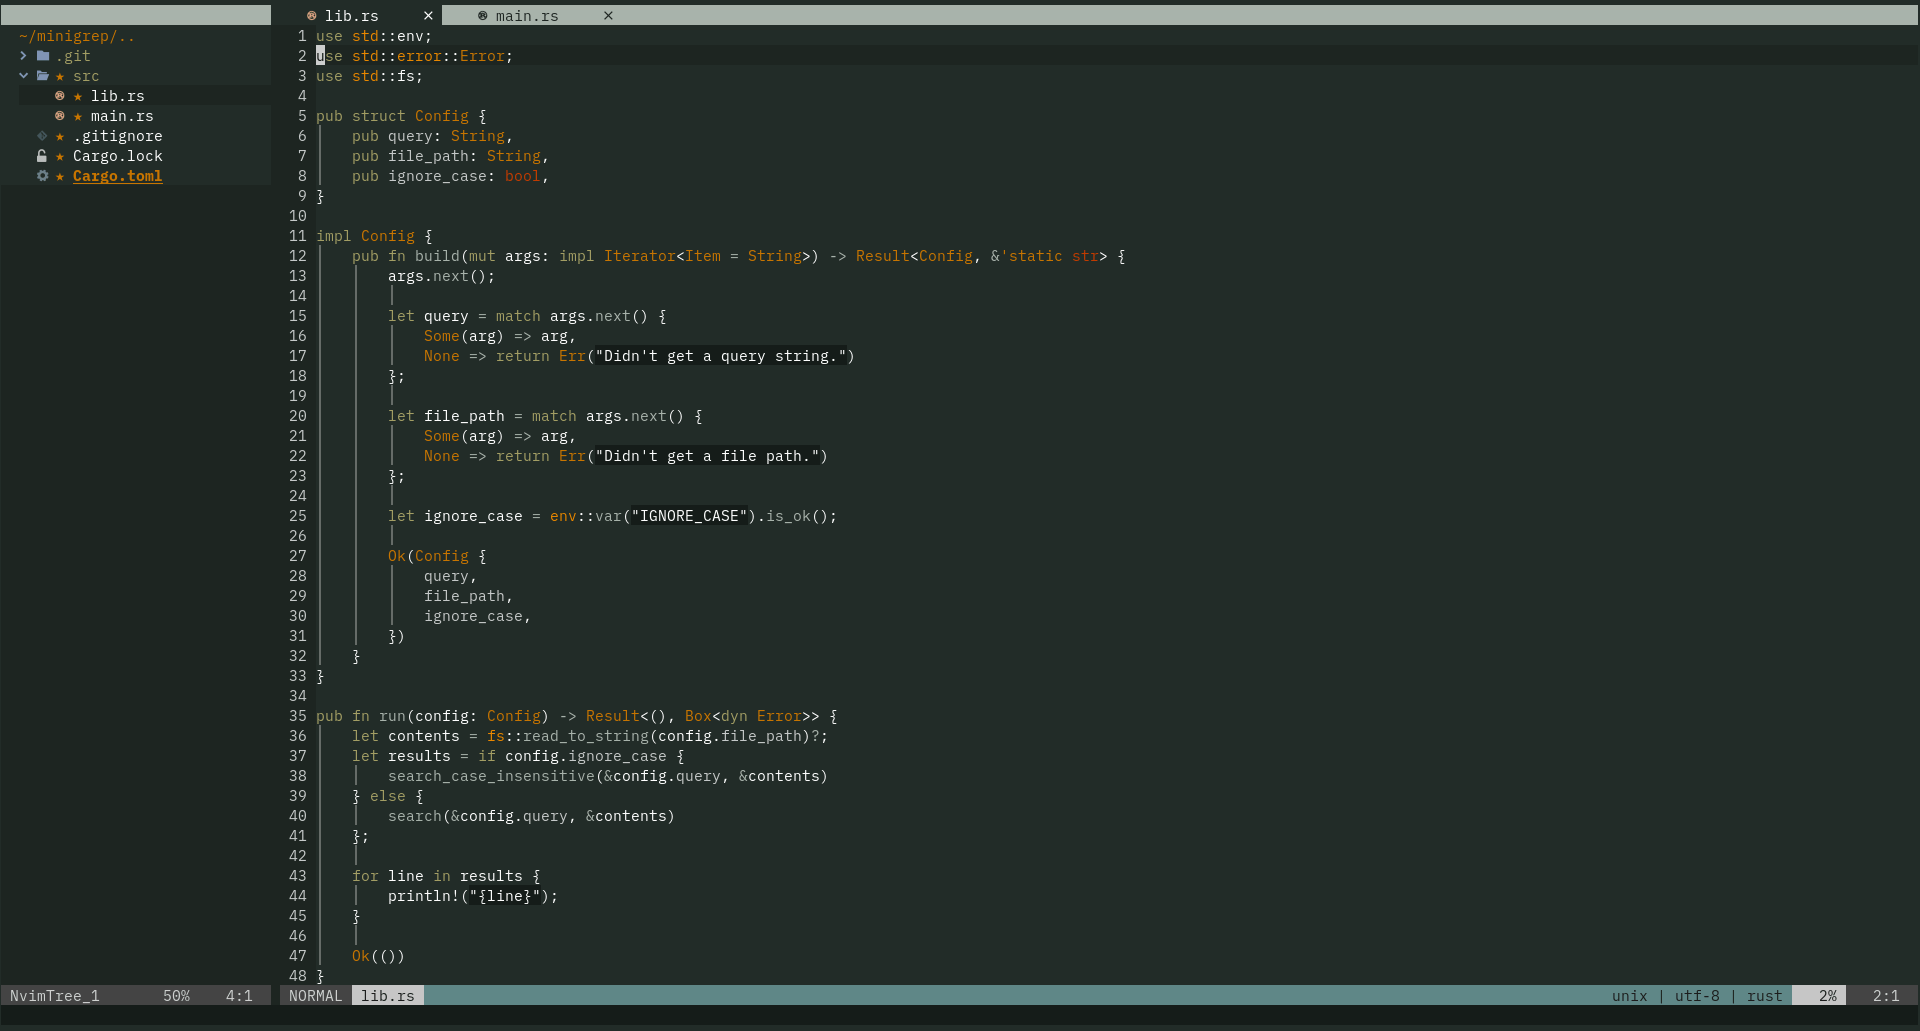 lib.rs ✕ main.rs ✕
~/minigrep/..
.git
src
lib.rs
main.rs
.gitignore
Cargo.lock
Cargo.toml
1 use std::env;
2 use std::error::Error;
3 use std::fs;
4
5 pub struct Config {
6     pub query: String,
7     pub file_path: String,
8     pub ignore_case: bool,
9 }
10
11 impl Config {
12     pub fn build(mut args: impl Iterator<Item = String>) -> Result<Config, &'static str> {
13         args.next();
14
15         let query = match args.next() {
16             Some(arg) => arg,
17             None => return Err("Didn't get a query string.")
18         };
19
20         let file_path = match args.next() {
21             Some(arg) => arg,
22             None => return Err("Didn't get a file path.")
23         };
24
25         let ignore_case = env::var("IGNORE_CASE").is_ok();
26
27         Ok(Config {
28             query,
29             file_path,
30             ignore_case,
31         })
32     }
33 }
34
35 pub fn run(config: Config) -> Result<(), Box<dyn Error>> {
36     let contents = fs::read_to_string(config.file_path)?;
37     let results = if config.ignore_case {
38         search_case_insensitive(&config.query, &contents)
39     } else {
40         search(&config.query, &contents)
41     };
42
43     for line in results {
44         println!("{line}");
45     }
46
47     Ok(())
48 }
NvimTree_1 50% 4:1 NORMAL lib.rs unix | utf-8 | rust 2% 2:1